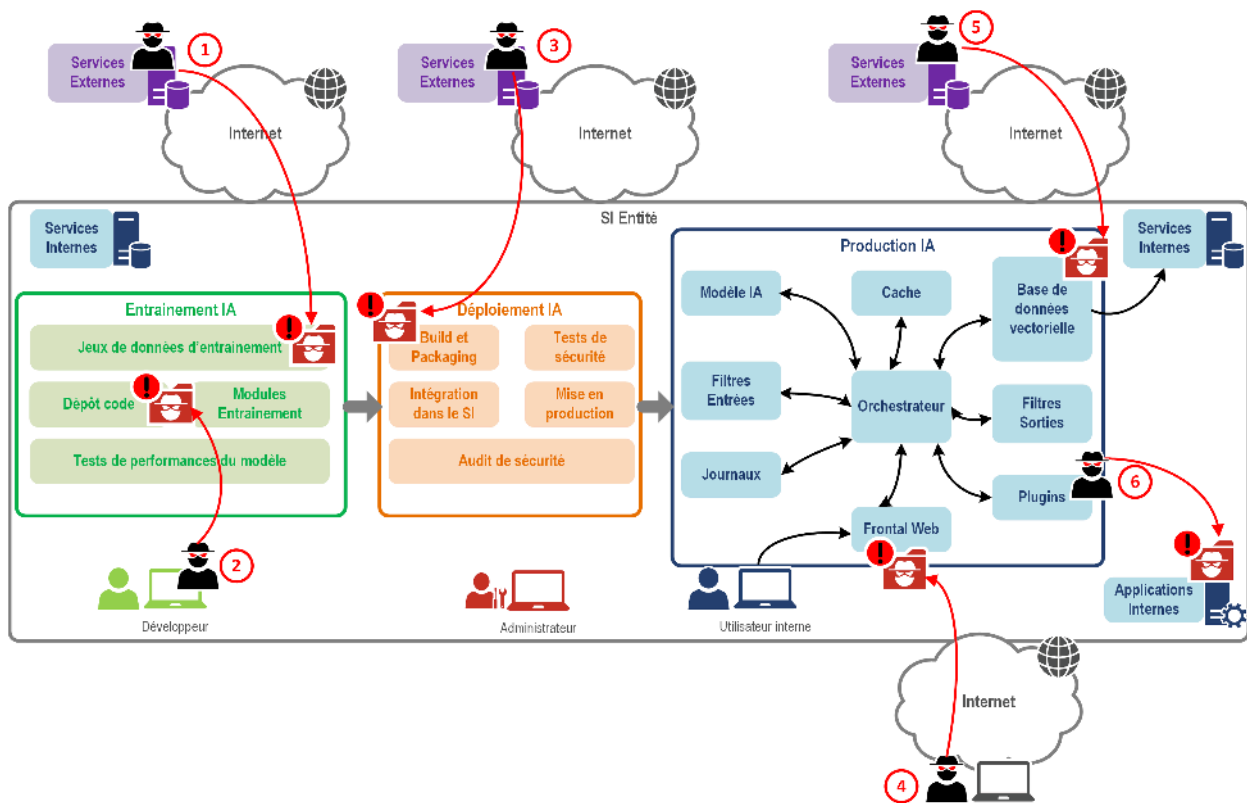 1
3
5
Services
Externes
Services
Externes
Services
Externes
Internet
Internet
Internet
SI Entité
Services
Internes
Services
Internes
Production IA
Entrainement IA
Déploiement IA
Modèle IA
Cache
Base de
données
vectorielle
Jeux de données d'entrainement
Build et
Packaging
Tests de
sécurité
Dépôt code
Modules
Entrainement
Intégration
dans le SI
Mise en
production
Filtres
Entrées
Orchestrateur
Filtres
Sorties
Tests de performances du modèle
Audit de sécurité
Journaux
Plugins
6
Frontal Web
2
Applications
Internes
Développeur
Administrateur
Utilisateur interne
Internet
4